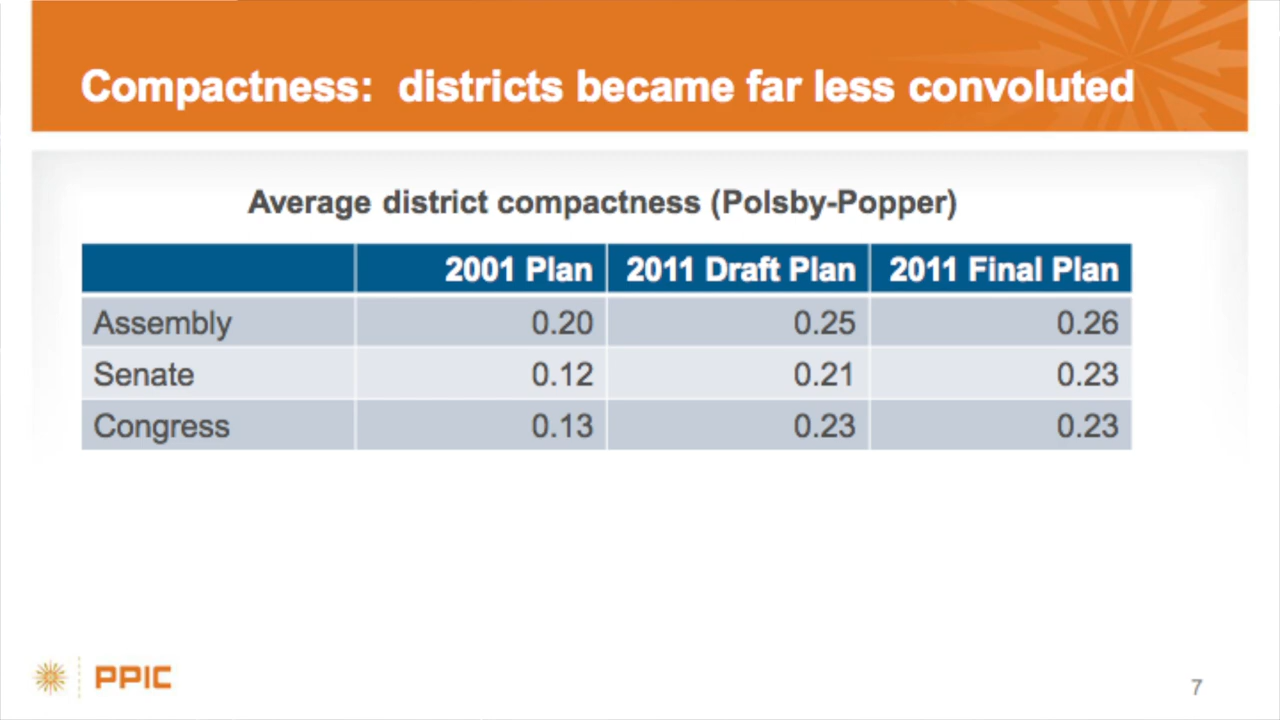 Compactness: districts became far less convoluted
Average district compactness (Polsby-Popper)
2001 Plan 2011 Draft Plan 2011 Final Plan
Assembly 0.20 0.25 0.26
Senate 0.12 0.21 0.23
Congress 0.13 0.23 0.23
PPIC
7